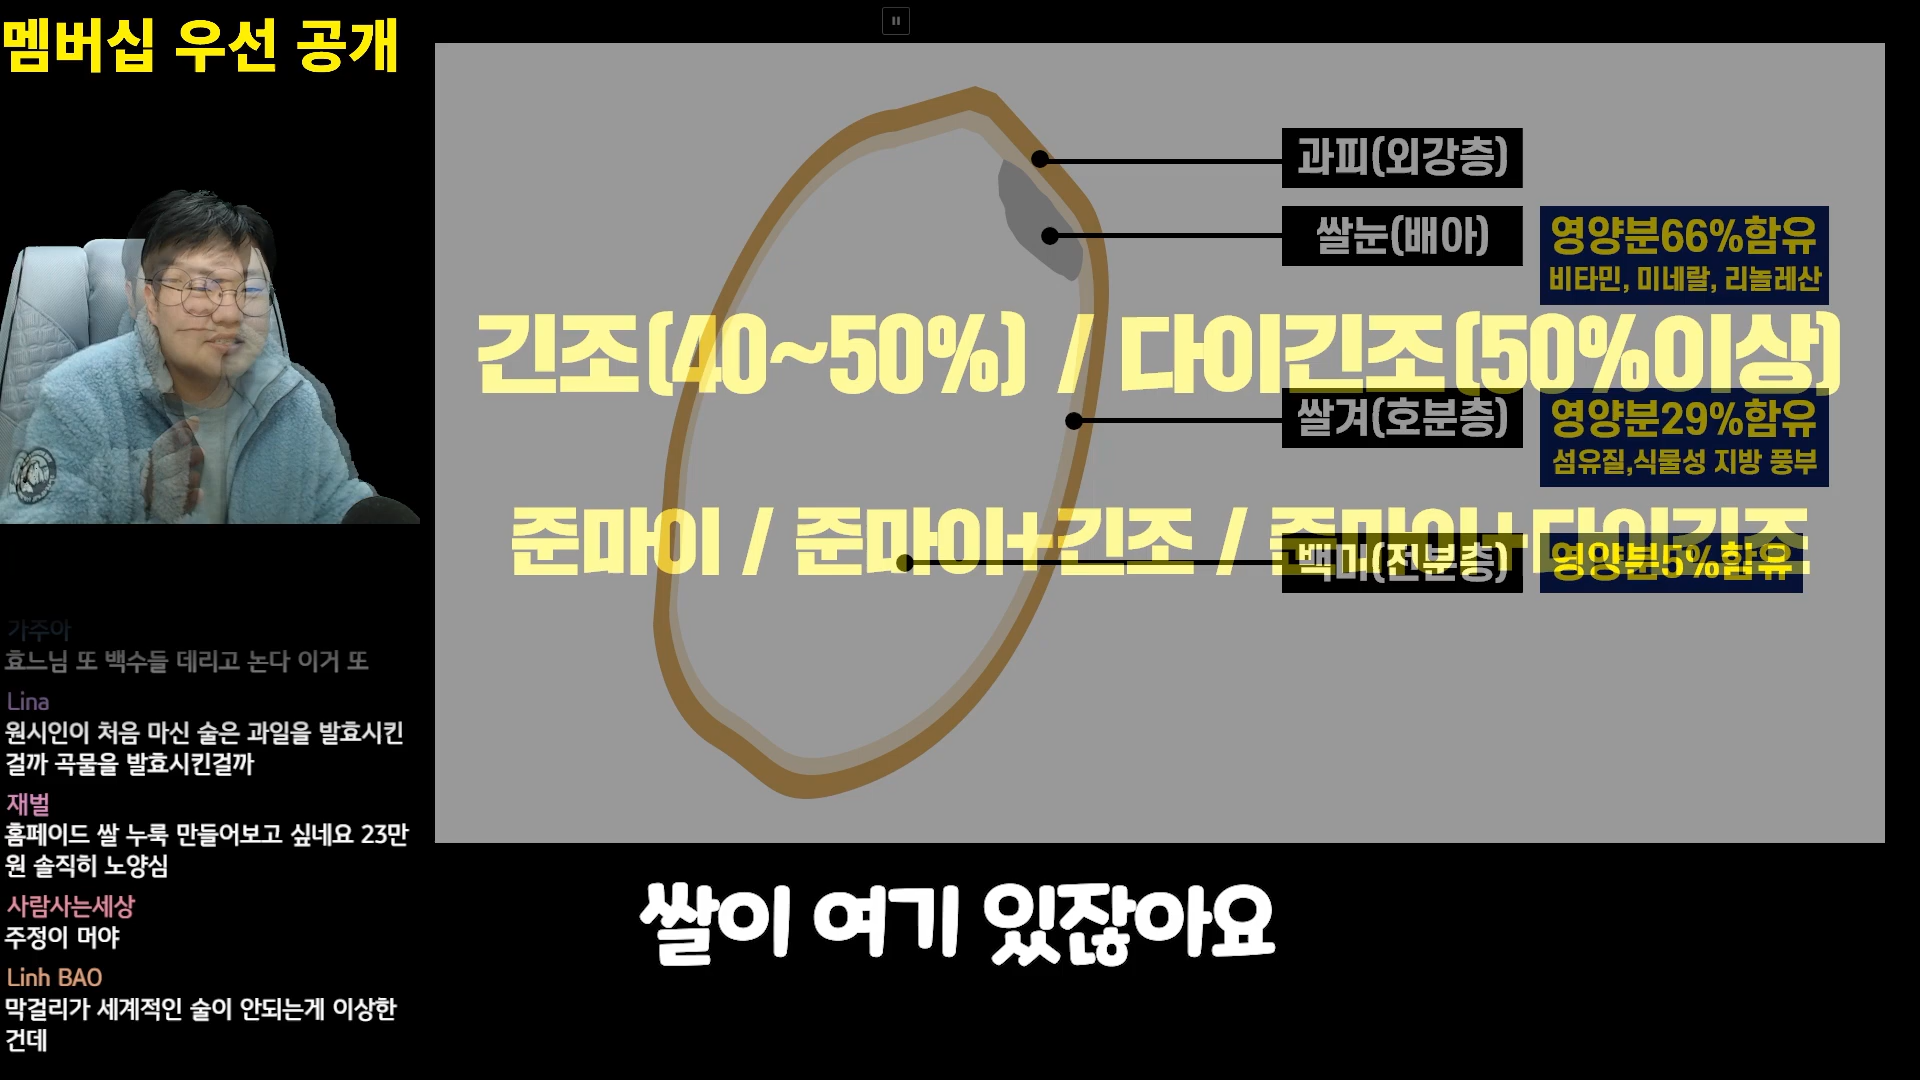 멤버십 우선 공개
과피(외강층)
쌀눈(배아)
영양분66%함유
비타민, 미네랄, 리놀레산
긴조(40~50%) / 다이긴조(50%이상)
쌀겨(호분층)
영양분29%함유
섬유질,식물성 지방 풍부
준마이 / 준마이+긴조 / 준마이+다이긴조
백미(전분층)
영양분5%함유
쌀이 여기 있잖아요
가주아
효느님 또 백수들 데리고 논다 이거 또
Lina
원시인이 처음 마신 술은 과일을 발효시킨
걸까 곡물을 발효시킨걸까
재벌
홈페이드 쌀 누룩 만들어보고 싶네요 23만
원 솔직히 노양심
사람사는세상
주정이 머야
Linh BAO
막걸리가 세계적인 술이 안되는게 이상한
건데